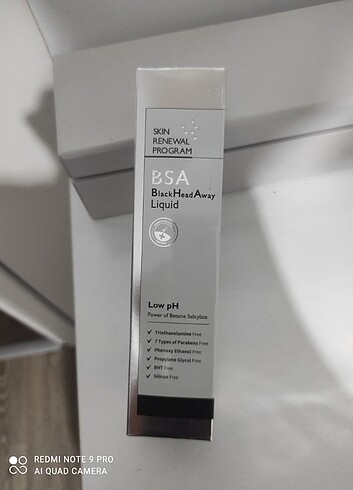 SKIN
RENEWAL
PROGRAM
BSA
BlackHeadAway
Liquid
Low pH
Power of Betaine Salicylate
✓ Triethanolamine Free
✓ 7 Types of Parabens Free
✓ Phenoxy Ethanol Free
✓ Propylene Glycol Free
✓ BHT Free
✓ Silicon Free
REDMI NOTE 9 PRO
AI QUAD CAMERA